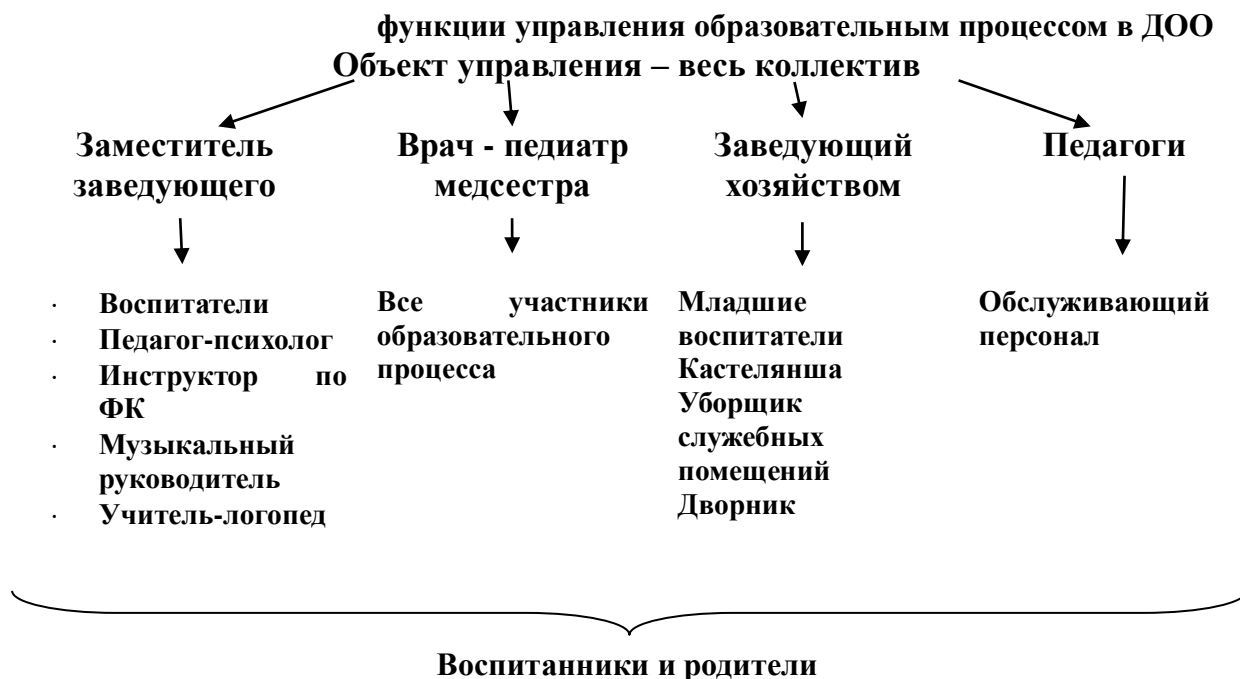 функции управления образовательным процессом в ДОО
Объект управления – весь коллектив
Заместитель
заведующего
Врач - педиатр
медсестра
Заведующий
хозяйством
Педагоги
· Воспитатели
· Педагог-психолог
· Инструктор по
ФК
· Музыкальный
руководитель
· Учитель-логопед
Все участники
образовательного
процесса
Младшие
воспитатели
Кастелянша
Уборщик
служебных
помещений
Дворник
Обслуживающий
персонал
Воспитанники и родители